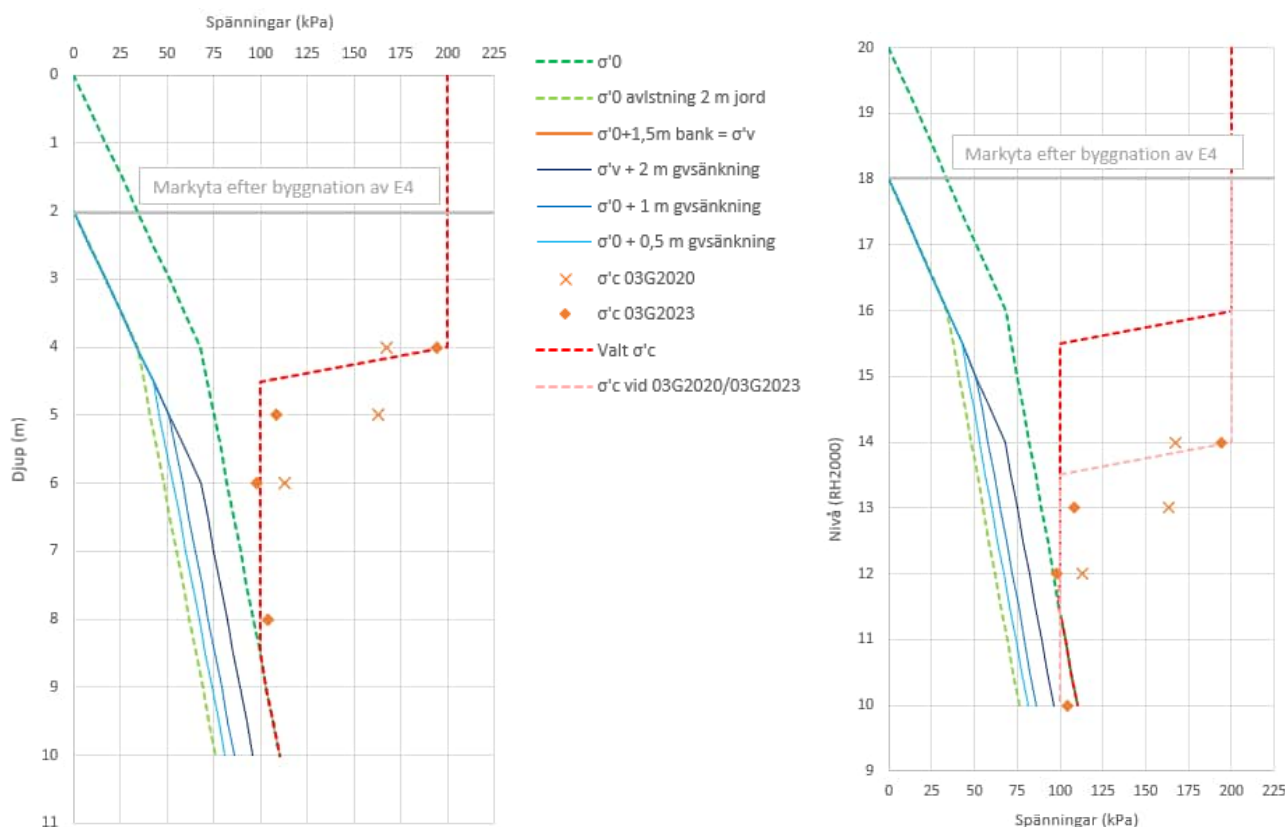 Spänningar (kPa)
0 25 50 75 100 125 150 175 200 225
0
1
2
3
4
5
6
7
8
9
10
11
Djup (m)
Markyta efter byggnation av E4
σ'0
σ'0 avlstning 2 m jord
σ'0+1,5m bank = σ'v
σ'v + 2 m gvsänkning
σ'0 + 1 m gvsänkning
σ'0 + 0,5 m gvsänkning
σ'c 03G2020
σ'c 03G2023
Valt σ'c
σ'c vid 03G2020/03G2023
20
19
18
17
16
15
14
13
12
11
10
9
Nivå (RH2000)
Markyta efter byggnation av E4
0 25 50 75 100 125 150 175 200 225
Spänningar (kPa)